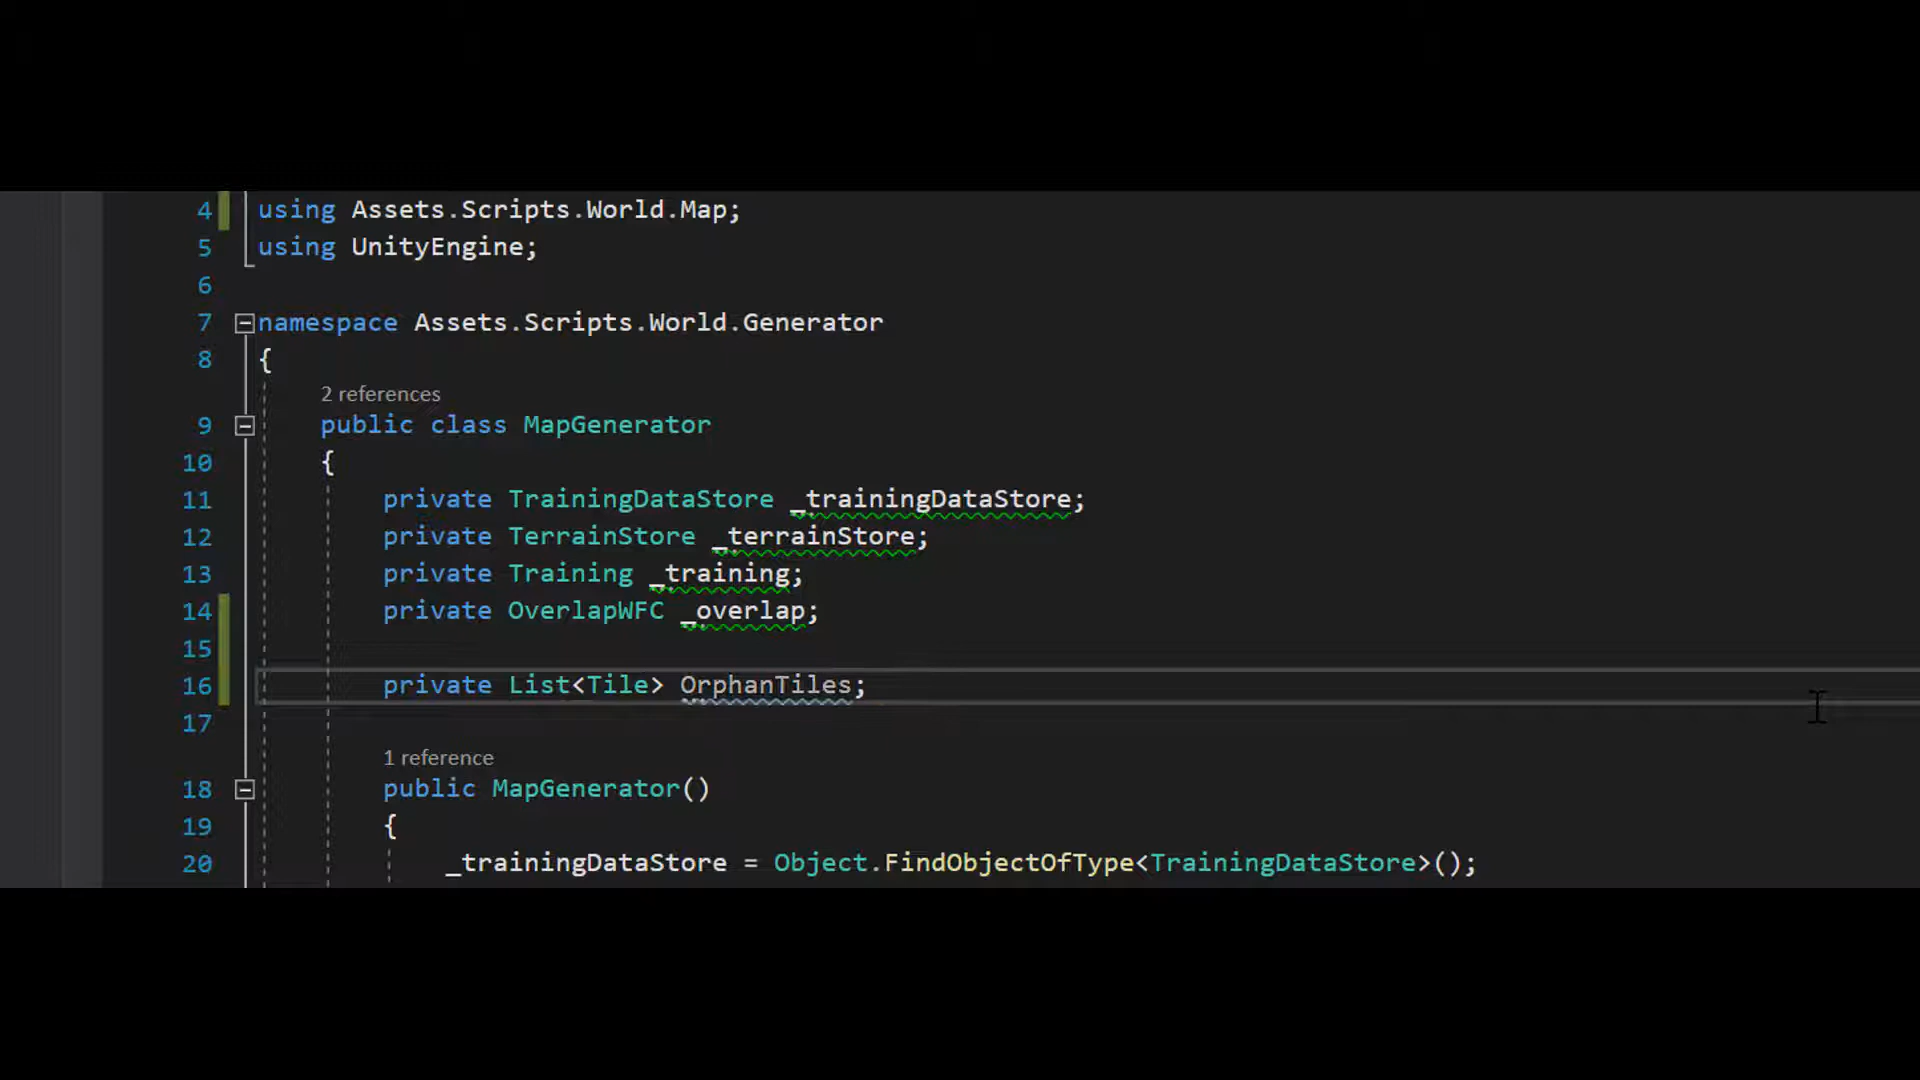 4 using Assets.Scripts.World.Map;
5 using UnityEngine;
6
7 namespace Assets.Scripts.World.Generator
8 {
2 references
9 public class MapGenerator
10 {
11 private TrainingDataStore _trainingDataStore;
12 private TerrainStore _terrainStore;
13 private Training _training;
14 private OverlapWFC _overlap;
15
16 private List<Tile> OrphanTiles;
17
1 reference
18 public MapGenerator()
19 {
20 _trainingDataStore = Object.FindObjectOfType<TrainingDataStore>();